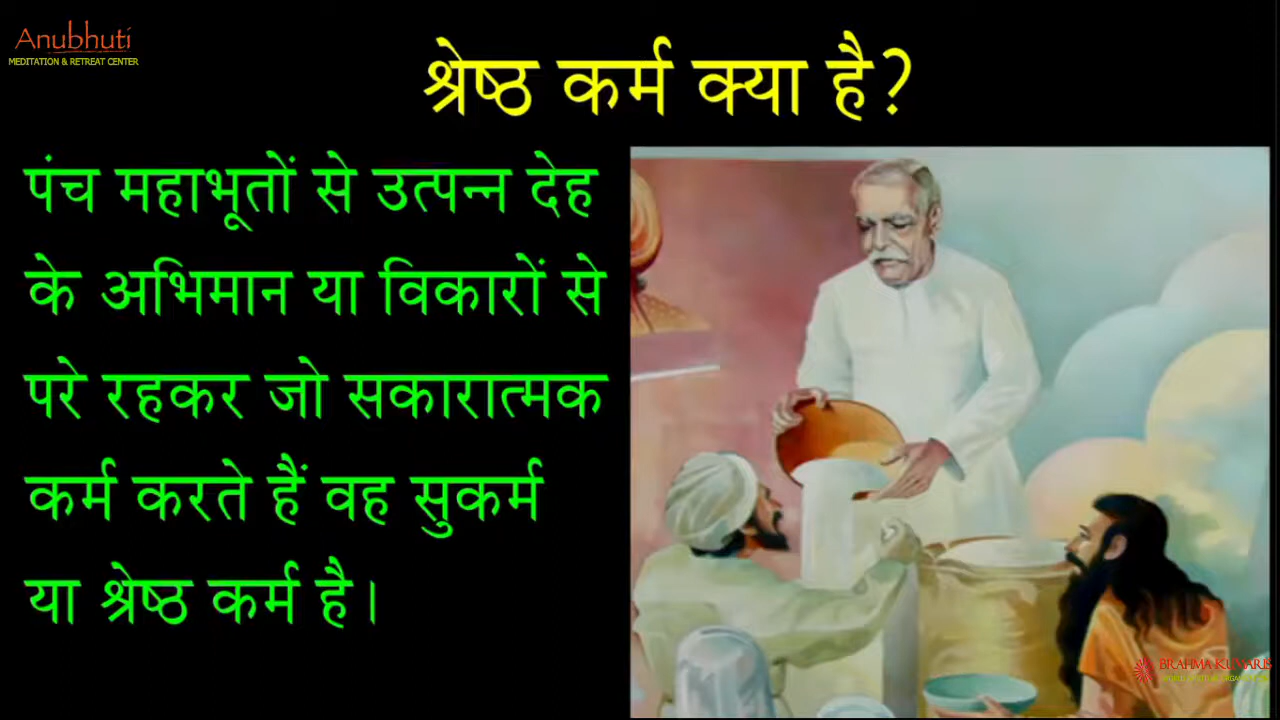 Anubhuti
MEDITATION & RETREAT CENTER
श्रेष्ठ कर्म क्या है?
पंच महाभूतों से उत्पन्न देह
के अभिमान या विकारों से
परे रहकर जो सकारात्मक
कर्म करते हैं वह सुकर्म
या श्रेष्ठ कर्म है।
BRAHMA KUMARIS